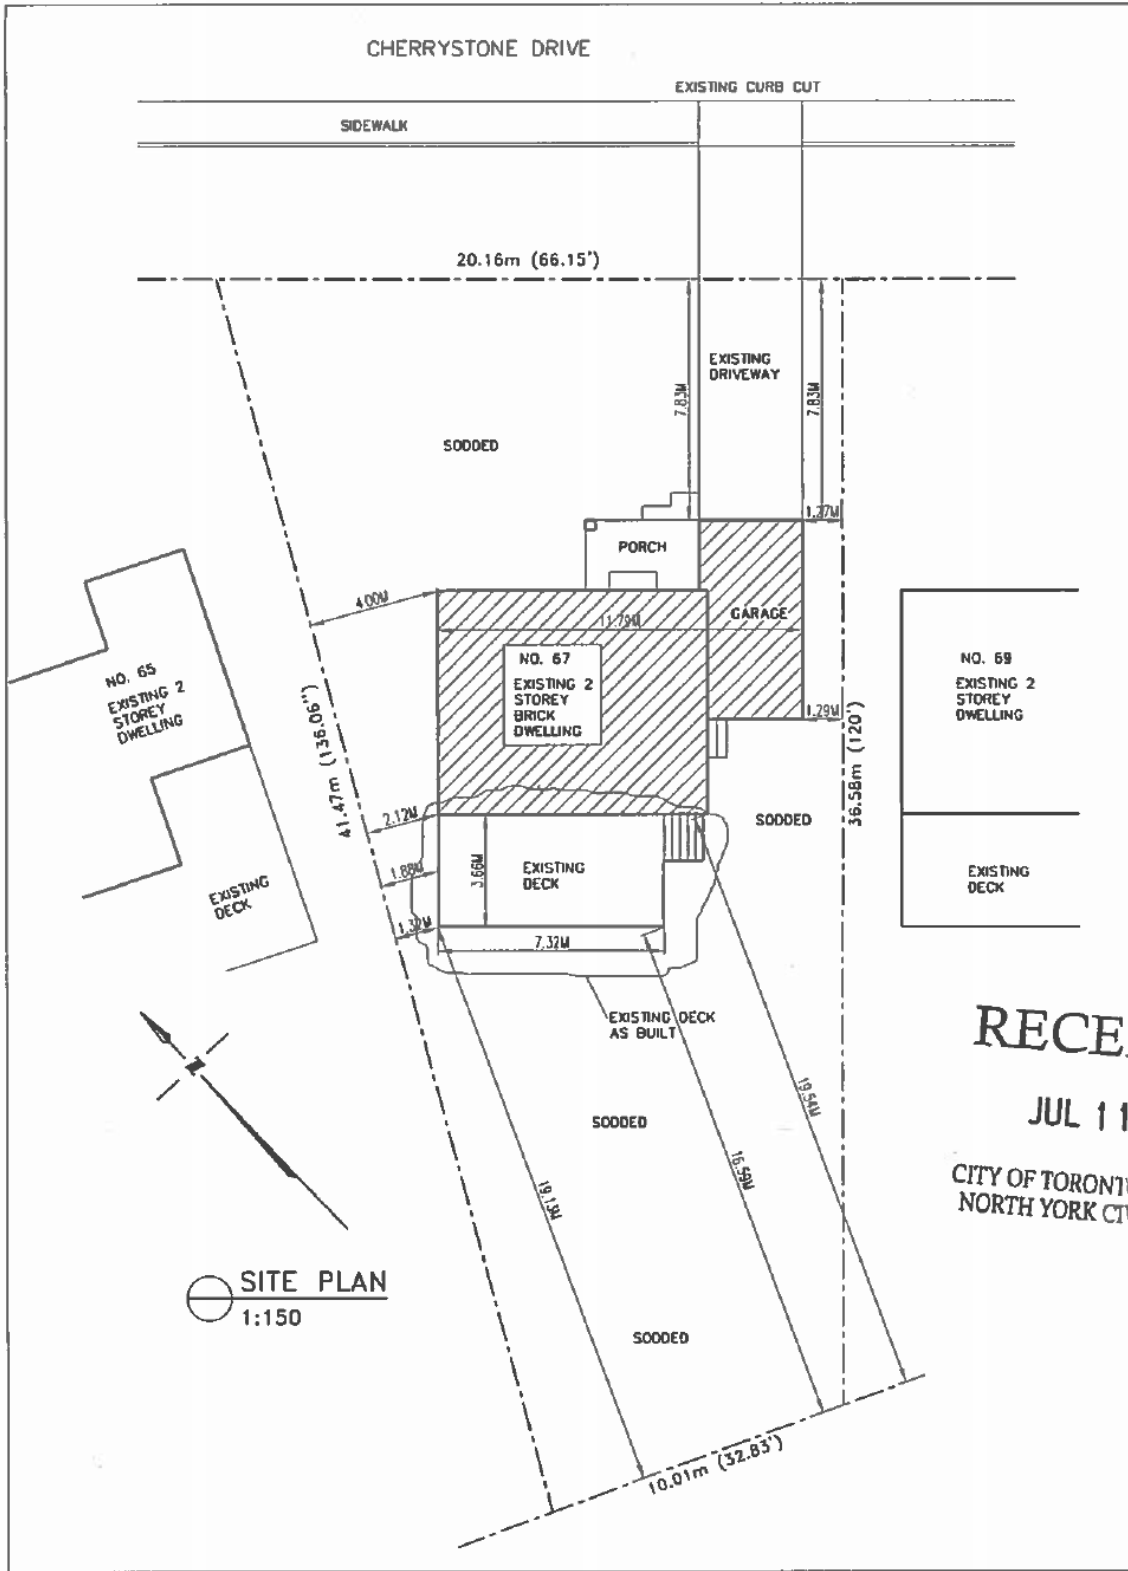 CHERRYSTONE DRIVE
EXISTING CURB CUT
SIDEWALK
20.16m (66.15')
EXISTING
DRIVEWAY
7.83M
7.83M
SODDED
1.27M
PORCH
4.00M
GARAGE
11.79M
NO. 65
EXISTING 2
STOREY
DWELLING
NO. 67
EXISTING 2
STOREY
BRICK
DWELLING
NO. 69
EXISTING 2
STOREY
DWELLING
1.29M
41.47m (136.06")
36.58m (120')
2.12M
SODDED
1.88M
3.66M
EXISTING
DECK
EXISTING
DECK
EXISTING
DECK
1.32M
7.32M
EXISTING DECK
AS BUILT
RECE
N
19.54M
JUL 11
SODDED
16.59M
CITY OF TORONT
NORTH YORK CI
19.13M
SITE PLAN
1:150
SODDED
10.01m (32.83')